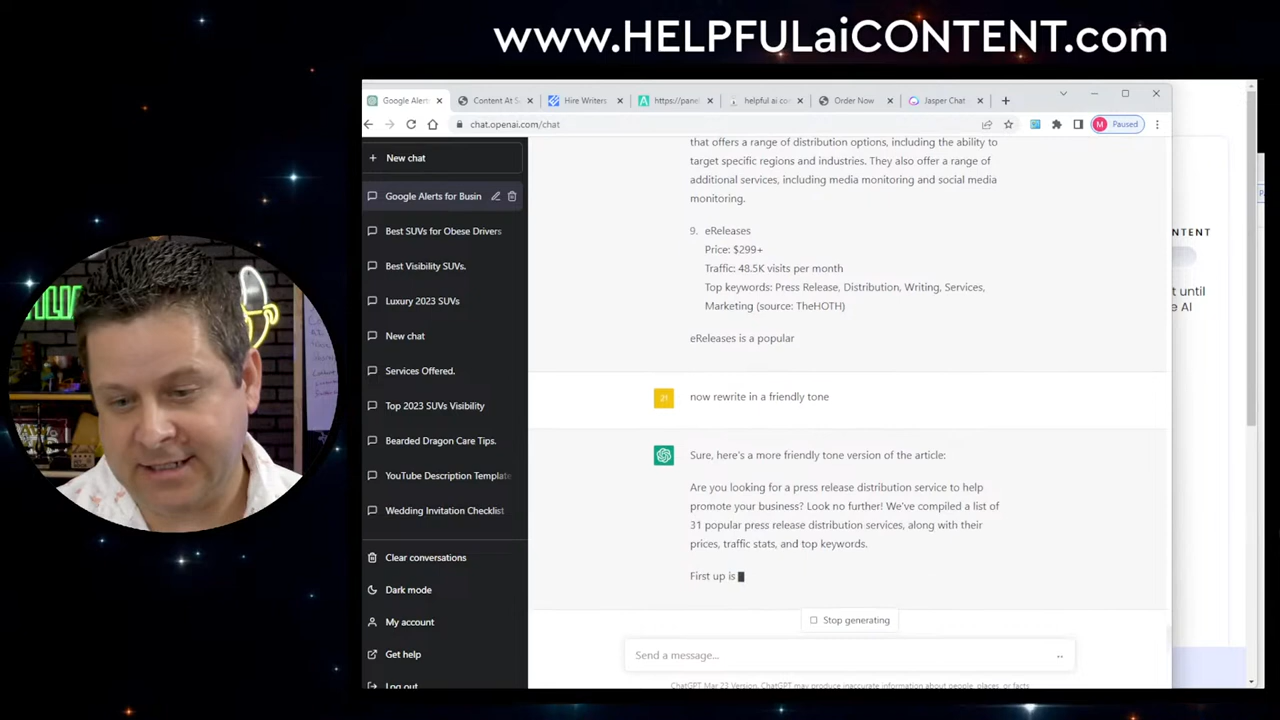 www.HELPFULaiCONTENT.com
Google Alert
Content At S
Hire Writers
https://panel
helpful ai co
Order Now
Jasper Chat
chat.openai.com/chat
M Paused
New chat
Google Alerts for Busin
Best SUVs for Obese Drivers
Best Visibility SUVs.
Luxury 2023 SUVs
New chat
Services Offered.
Top 2023 SUVs Visibility
Bearded Dragon Care Tips.
YouTube Description Template
Wedding Invitation Checklist
Clear conversations
Dark mode
My account
Get help
Log out
that offers a range of distribution options, including the ability to
target specific regions and industries. They also offer a range of
additional services, including media monitoring and social media
monitoring.
9. eReleases
Price: $299+
Traffic: 48.5K visits per month
Top keywords: Press Release, Distribution, Writing, Services,
Marketing (source: TheHOTH)
eReleases is a popular
21
now rewrite in a friendly tone
Sure, here's a more friendly tone version of the article:
Are you looking for a press release distribution service to help
promote your business? Look no further! We've compiled a list of
31 popular press release distribution services, along with their
prices, traffic stats, and top keywords.
First up is
Stop generating
Send a message...
ChatGPT Mar 23 Version. ChatGPT may produce inaccurate information about people, places, or facts
NTENT
t until
e AI